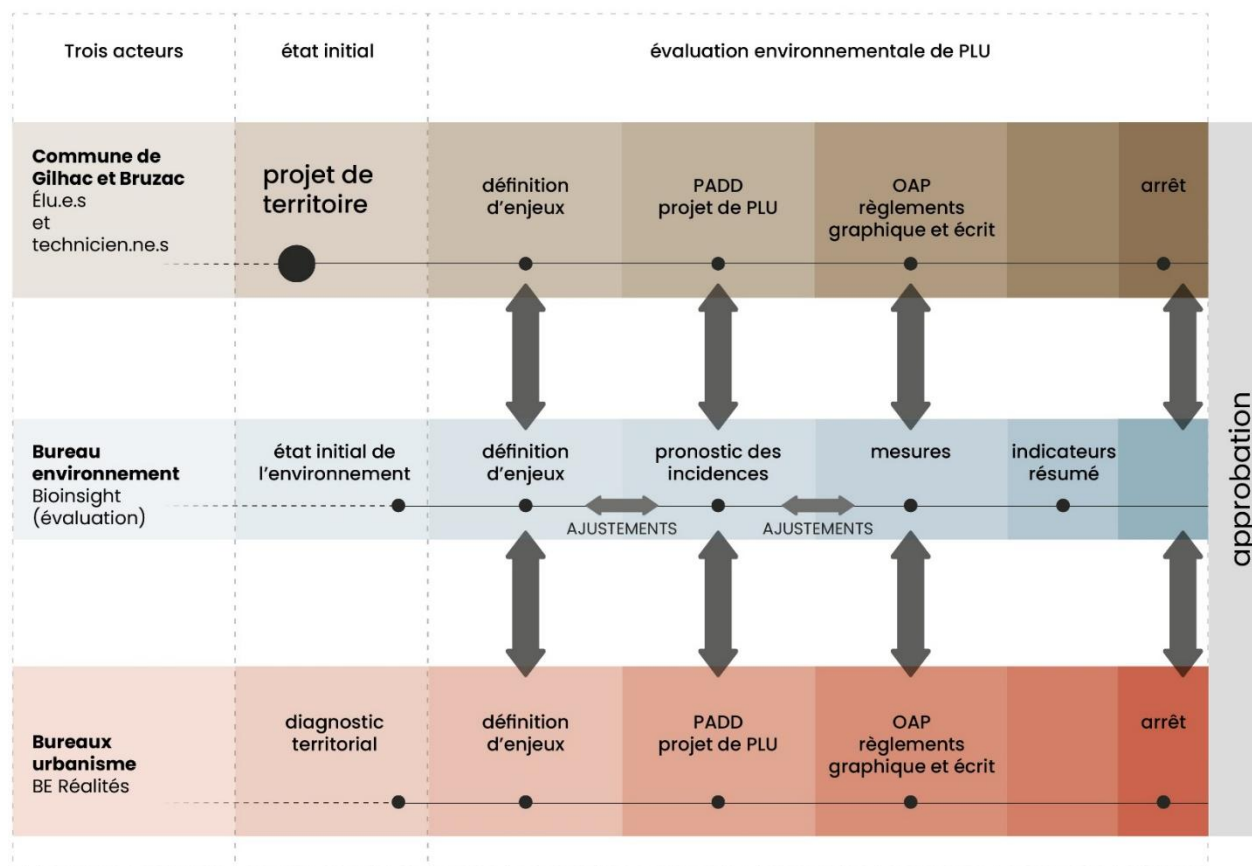 Trois acteurs
état initial
évaluation environnementale de PLU
Commune de
Gilhac et Bruzac
Élu.e.s
et
technicien.ne.s
projet de
territoire
définition
d'enjeux
PADD
projet de PLU
OAP
règlements
graphique et écrit
arrêt
Bureau
environnement
Bioinsight
(évaluation)
état initial de
l'environnement
définition
d'enjeux
pronostic des
incidences
mesures
indicateurs
résumé
AJUSTEMENTS
AJUSTEMENTS
Bureaux
urbanisme
BE Réalités
diagnostic
territorial
définition
d'enjeux
PADD
projet de PLU
OAP
règlements
graphique et écrit
arrêt
approbation